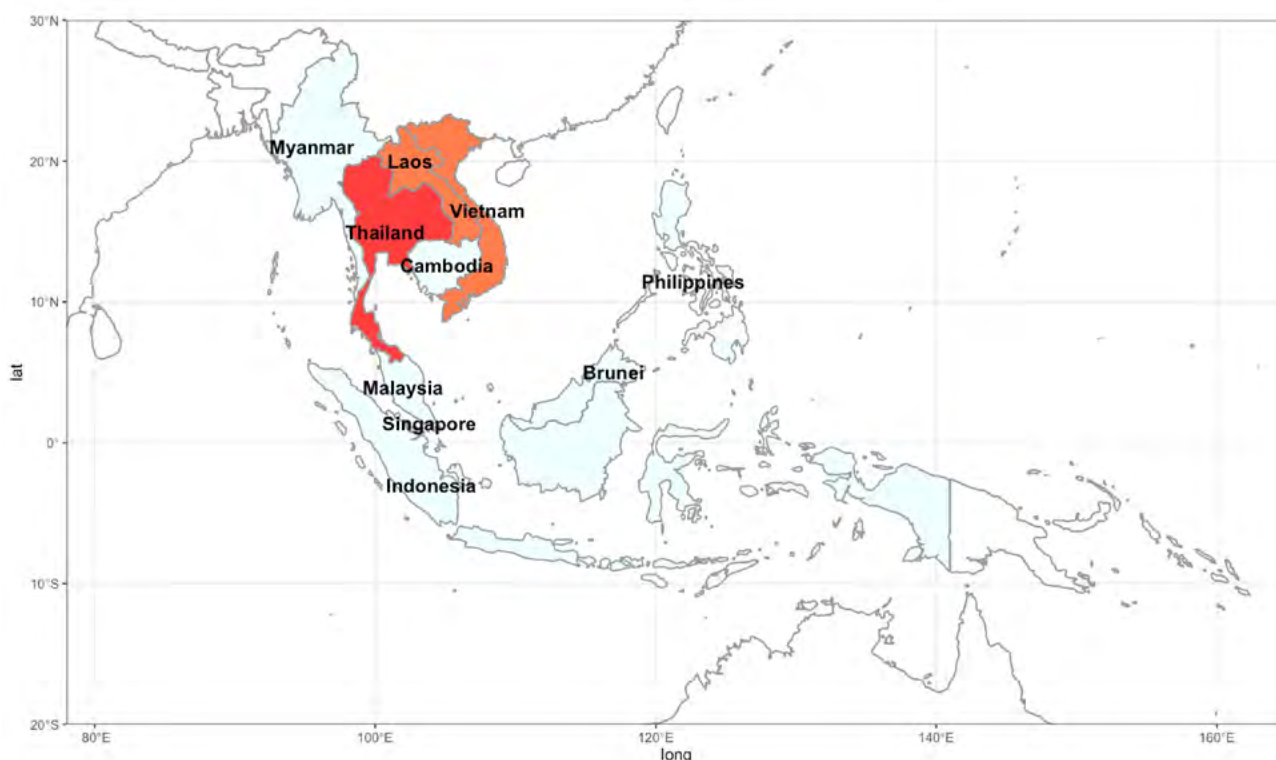 30°N
Myanmar
20°N
Laos
Vietnam
Thailand
Cambodia
Philippines
10°N
lat
Brunei
Malaysia
Singapore
0°
Indonesia
10°S
20°S
80°E
100°E
120°E
140°E
160°E
long